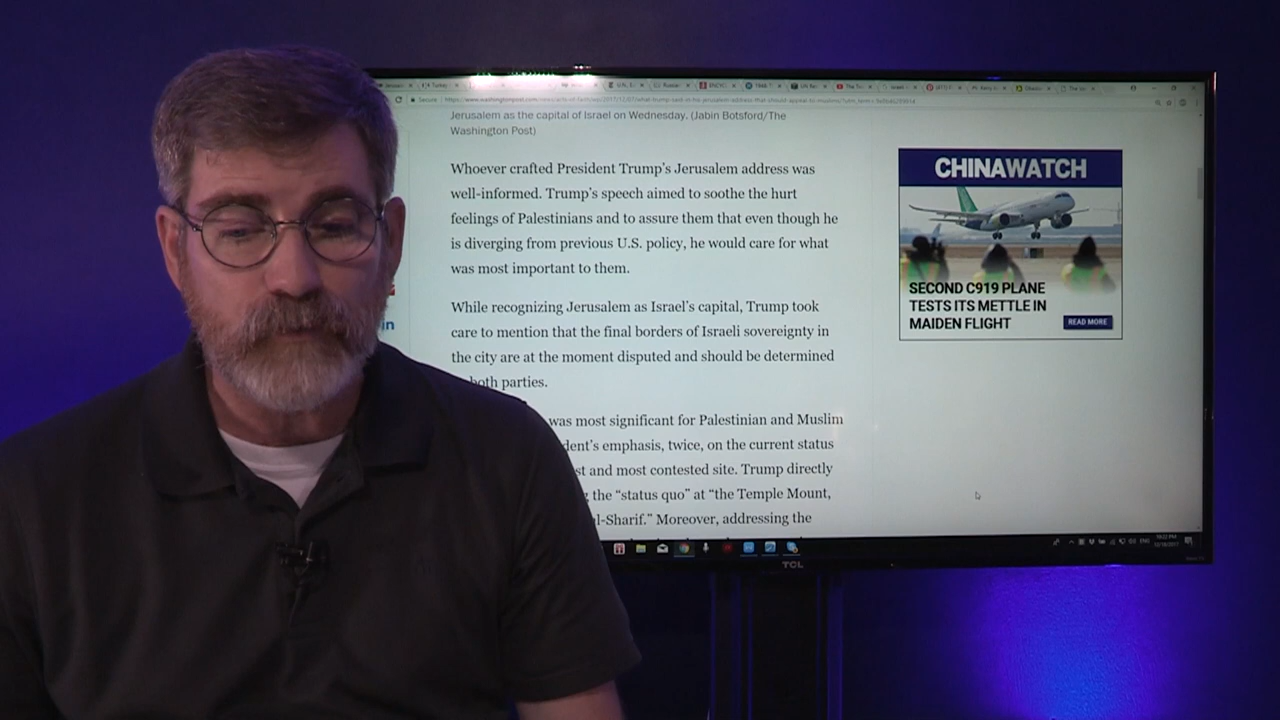 Secure
Jerusalem as the capital of Israel on Wednesday. (Jabin Botsford/The
Washington Post)
Whoever crafted President Trump's Jerusalem address was
well-informed. Trump's speech aimed to soothe the hurt
feelings of Palestinians and to assure them that even though he
is diverging from previous U.S. policy, he would care for what
was most important to them.
While recognizing Jerusalem as Israel's capital, Trump took
care to mention that the final borders of Israeli sovereignty in
the city are at the moment disputed and should be determined
both parties.
was most significant for Palestinian and Muslim
dent's emphasis, twice, on the current status
st and most contested site. Trump directly
the “status quo” at “the Temple Mount,
al-Sharif.” Moreover, addressing the
in
CHINAWATCH
SECOND C919 PLANE
TESTS ITS METTLE IN
MAIDEN FLIGHT
READ MORE
ENG
TCL